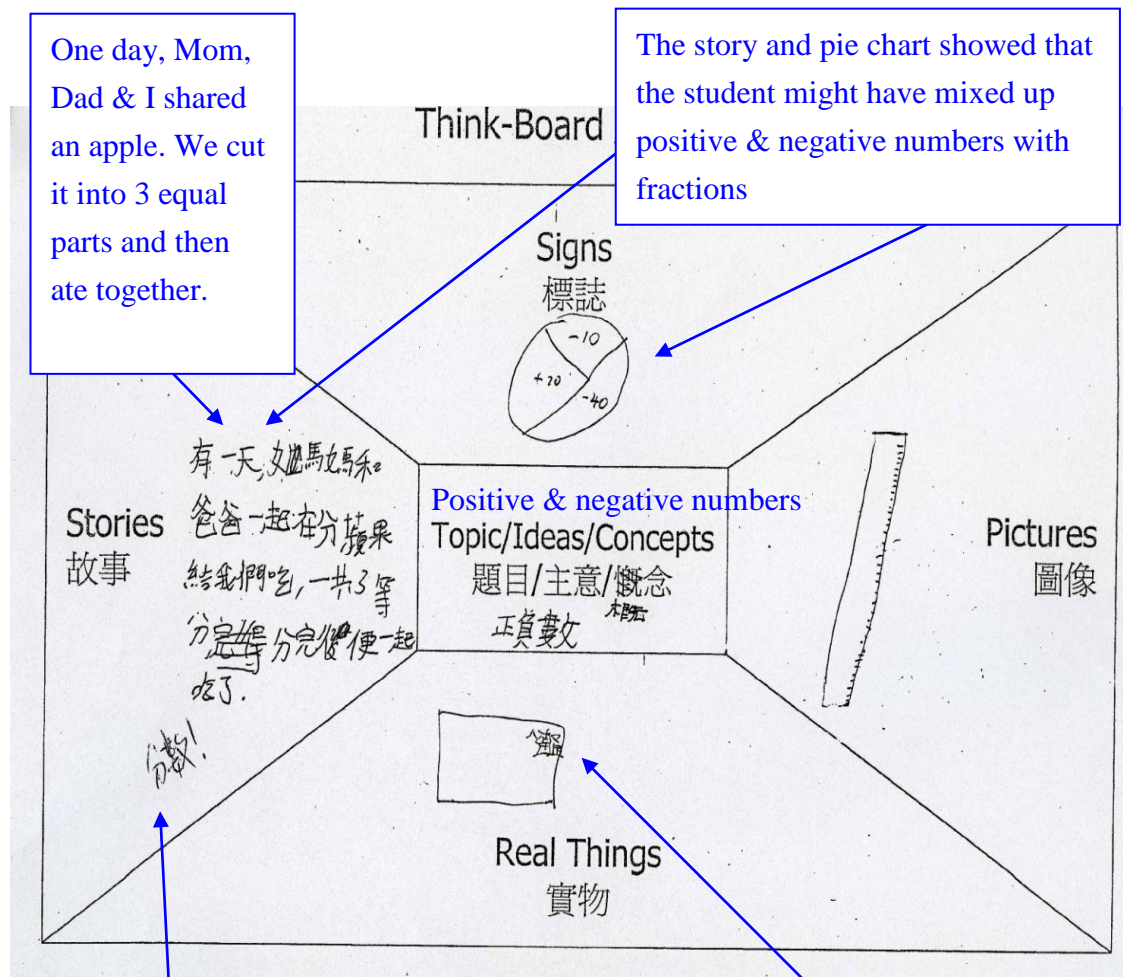 One day, Mom,
Dad & I shared
an apple. We cut
it into 3 equal
parts and then
ate together.
The story and pie chart showed that
the student might have mixed up
positive & negative numbers with
fractions
Think-Board
Signs
標誌
-10
+20
-40
Stories
故事
有一天,媽媽和
爸爸一起在分蘋果
給我們吃,一共3等
分完後便一起
吃了.
分數!
Positive & negative numbers
Topic/Ideas/Concepts
題目/主意/慨念
概
正負數
Pictures
圖像
Real Things
實物